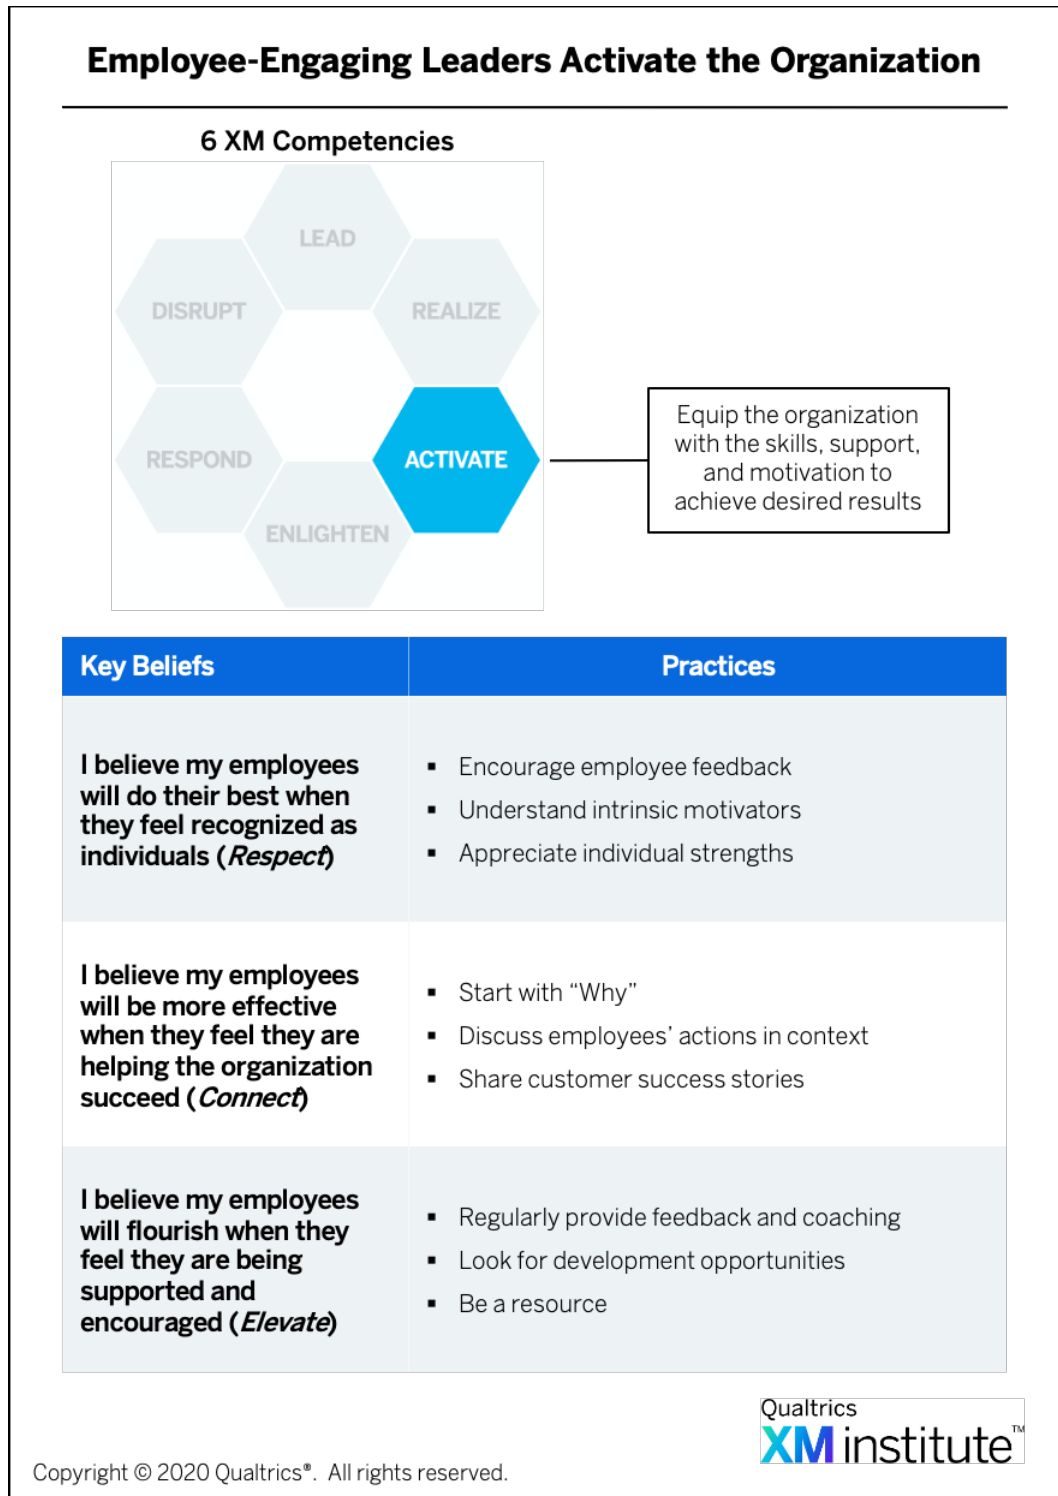 Employee-Engaging Leaders Activate the Organization
6 XM Competencies
LEAD
DISRUPT
REALIZE
RESPOND
ACTIVATE
ENLIGHTEN
Equip the organization
with the skills, support,
and motivation to
achieve desired results
Key Beliefs
Practices
I believe my employees
will do their best when
they feel recognized as
individuals (Respect)
▪ Encourage employee feedback
▪ Understand intrinsic motivators
▪ Appreciate individual strengths
I believe my employees
will be more effective
when they feel they are
helping the organization
succeed (Connect)
▪ Start with “Why”
▪ Discuss employees’ actions in context
▪ Share customer success stories
I believe my employees
will flourish when they
feel they are being
supported and
encouraged (Elevate)
▪ Regularly provide feedback and coaching
▪ Look for development opportunities
▪ Be a resource
Qualtrics
XM institute™
Copyright © 2020 Qualtrics®. All rights reserved.